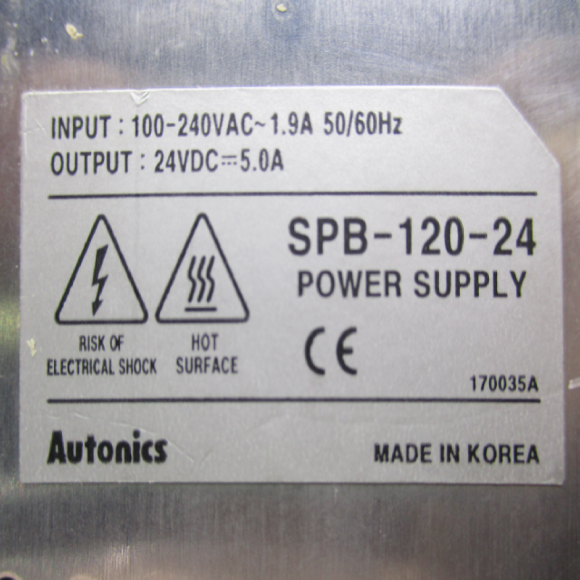 INPUT : 100-240VAC~1.9A 50/60Hz
OUTPUT : 24VDC⎓5.0A
SPB-120-24
POWER SUPPLY
RISK OF
ELECTRICAL SHOCK
HOT
SURFACE
CE
170035A
Autonics
MADE IN KOREA